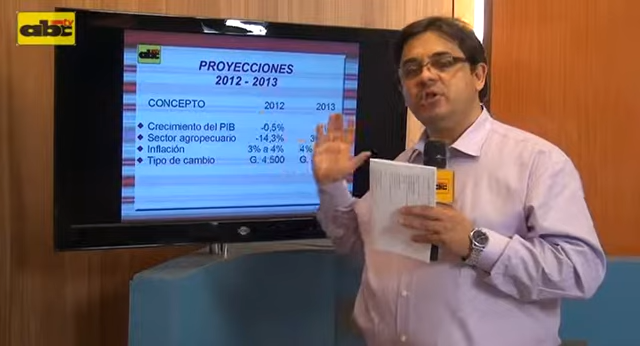 abc tv
abc
PROYECCIONES
2012 - 2013
CONCEPTO 2012 2013
Crecimiento del PIB -0,5%
Sector agropecuario -14,3%
Inflación 3% a 4% 4%
Tipo de cambio G. 4.500 G.
abc